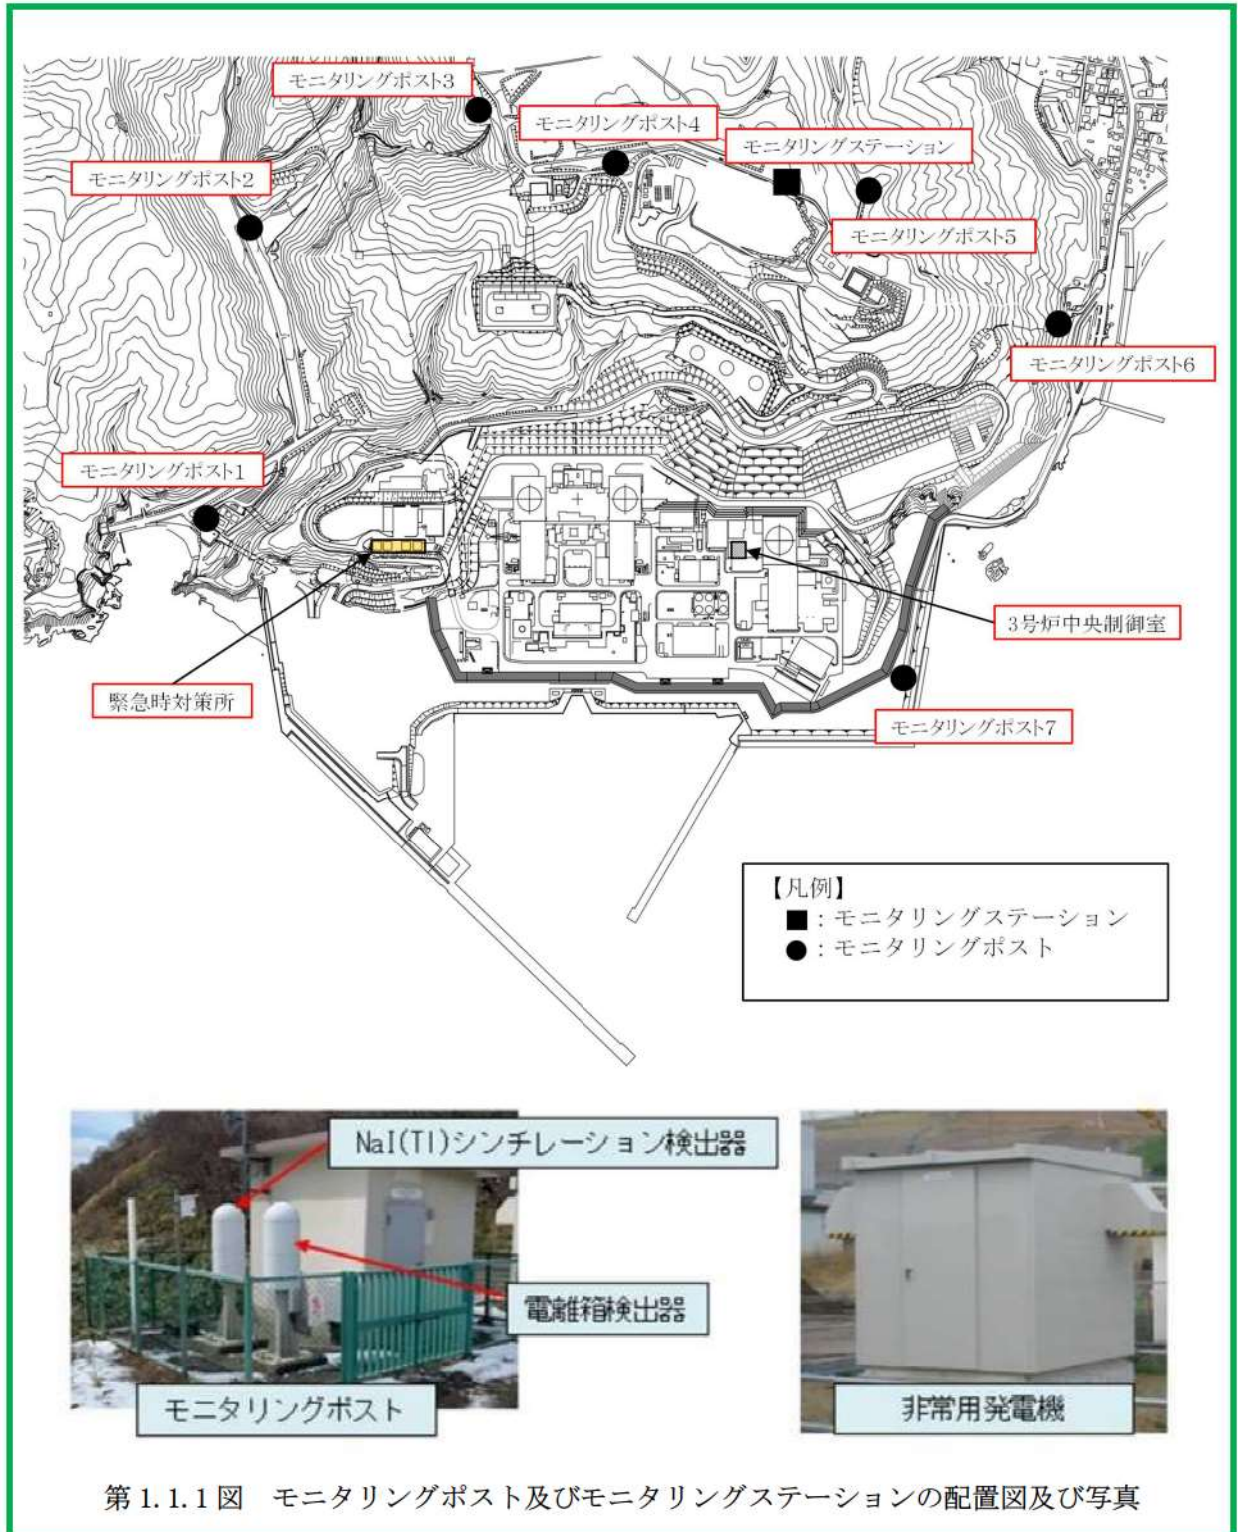 モニタリングポスト3
モニタリングポスト4
モニタリングステーション
モニタリングポスト2
モニタリングポスト5
モニタリングポスト6
モニタリングポスト1
3号炉中央制御室
緊急時対策所
モニタリングポスト7
【凡例】
■：モニタリングステーション
●：モニタリングポスト
NaI(Tl)シンチレーション検出器
電離箱検出器
モニタリングポスト
非常用発電機
第1.1.1図　モニタリングポスト及びモニタリングステーションの配置図及び写真